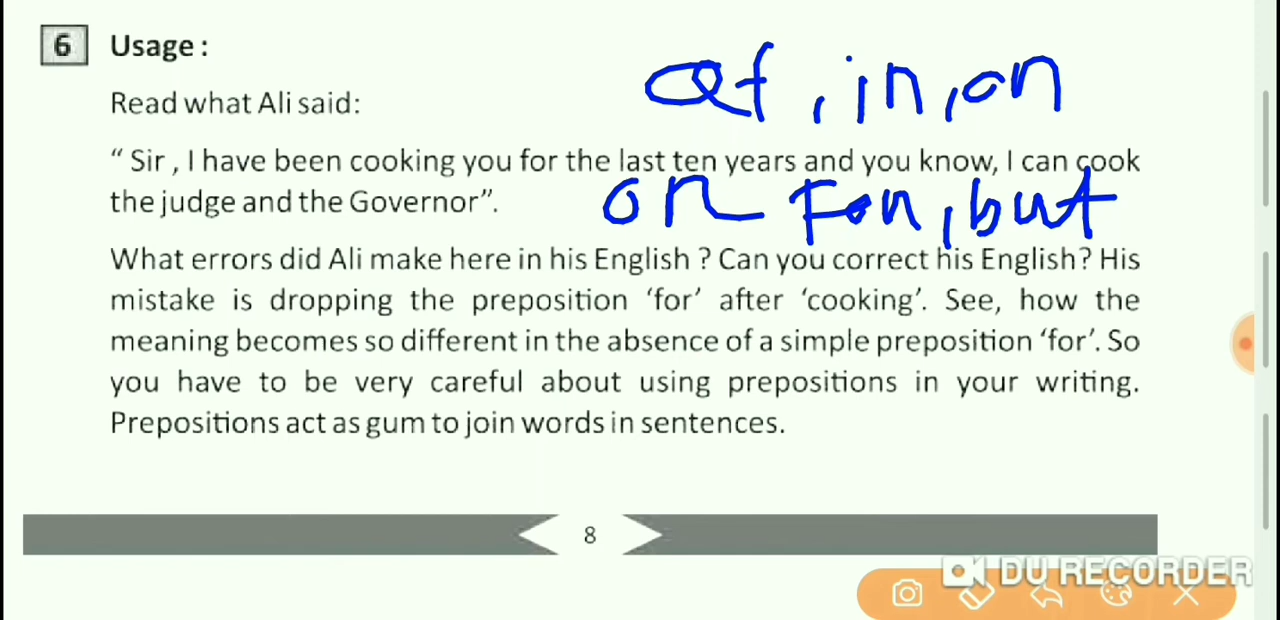 6 Usage :
at, in, on
Read what Ali said:
“ Sir , I have been cooking you for the last ten years and you know, I can cook
on For, but
the judge and the Governor”.
What errors did Ali make here in his English ? Can you correct his English? His
mistake is dropping the preposition ‘for’ after ‘cooking’. See, how the
meaning becomes so different in the absence of a simple preposition ‘for’. So
you have to be very careful about using prepositions in your writing.
Prepositions act as gum to join words in sentences.
8
DU RECORDER